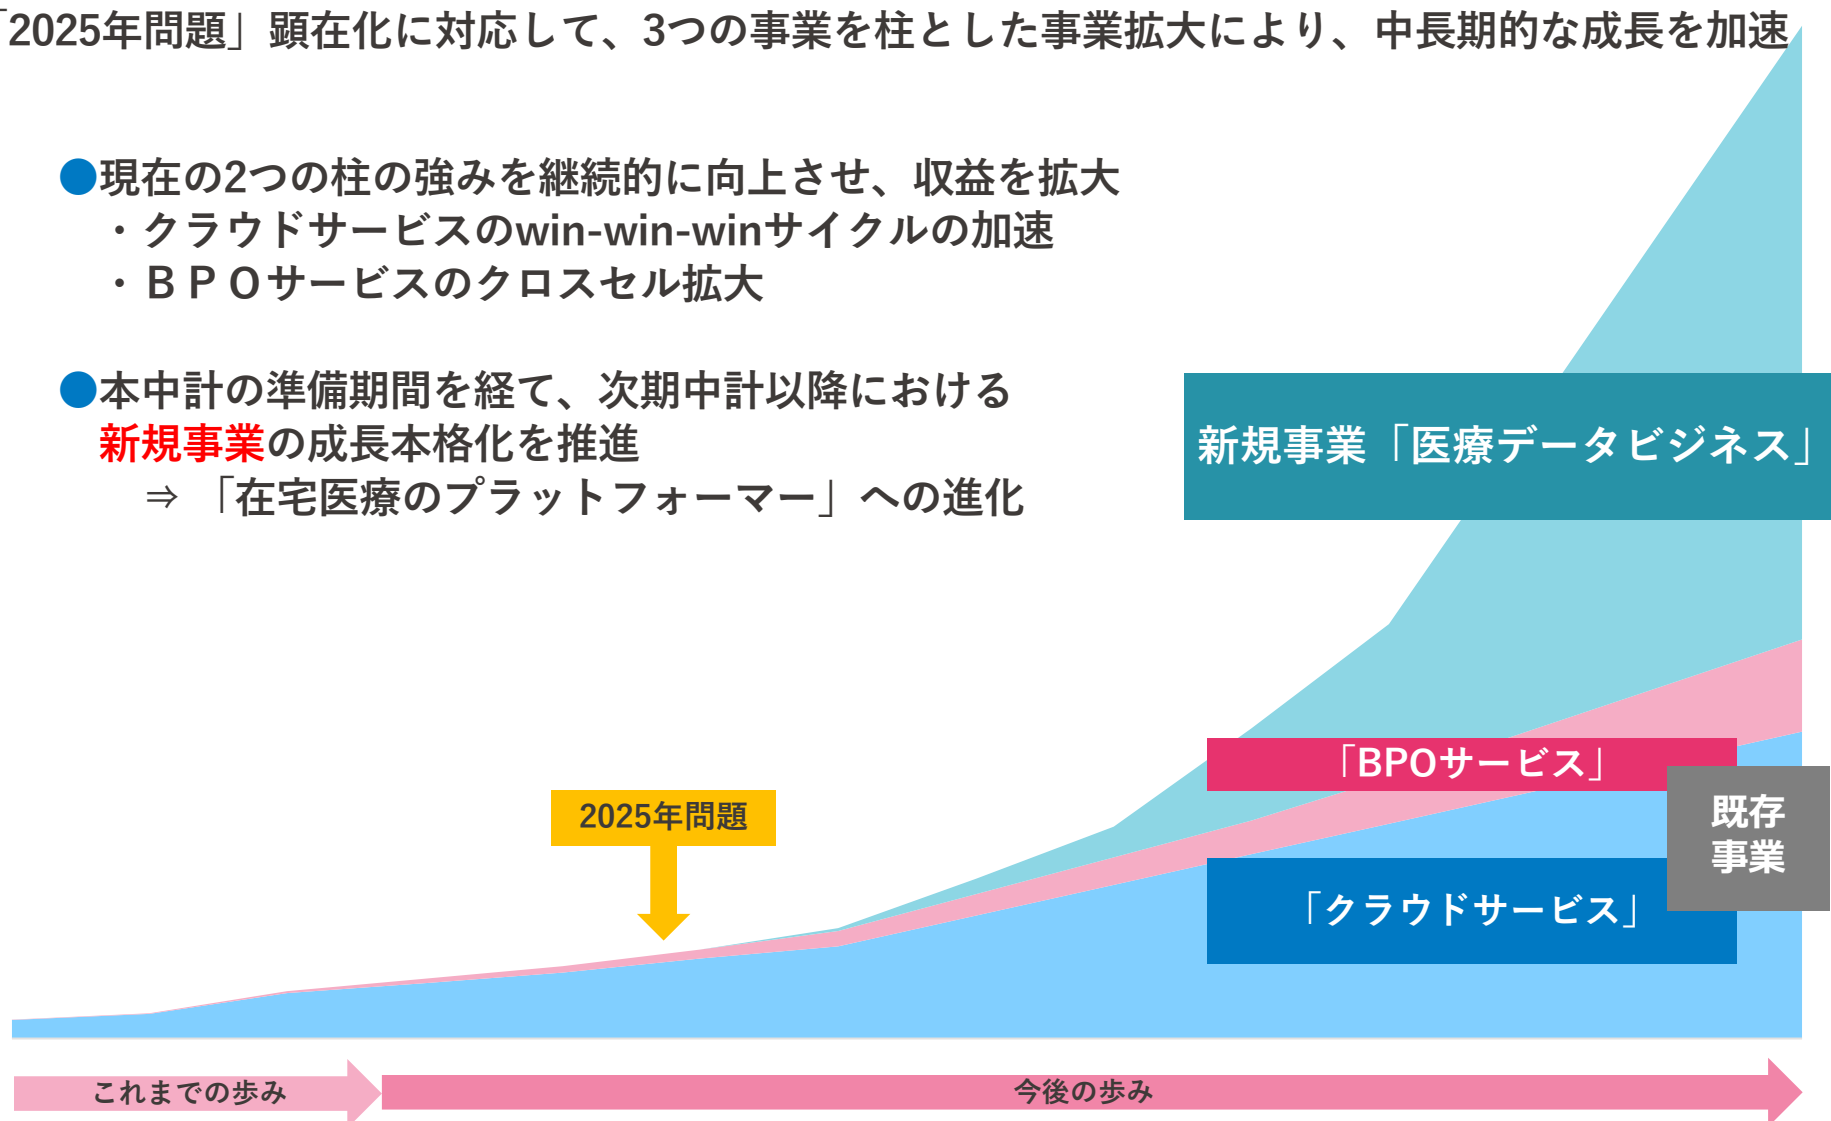 「2025年問題」顕在化に対応して、3つの事業を柱とした事業拡大により、中長期的な成長を加速
●現在の2つの柱の強みを継続的に向上させ、収益を拡大
・クラウドサービスのwin-win-winサイクルの加速
・ＢＰＯサービスのクロスセル拡大
●本中計の準備期間を経て、次期中計以降における
新規事業の成長本格化を推進
⇒ 「在宅医療のプラットフォーマー」への進化
新規事業「医療データビジネス」
「BPOサービス」
2025年問題
既存
事業
「クラウドサービス」
これまでの歩み
今後の歩み